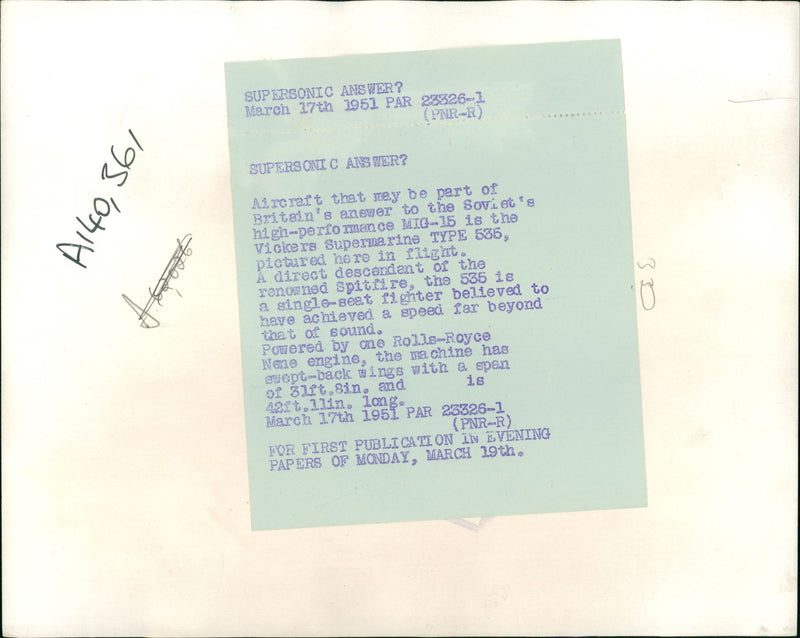 SUPERSONIC ANSWER?
March 17th 1951 PAR 23326-1
(PNR-R)
SUPERSONIC ANSWER?
Aircraft that may be part of
Britain's answer to the Soviet's
high-performance MIG-15 is the
Vickers Supermarine TYPE 535,
pictured here in flight.
A direct descendant of the
renowned Spitfire, the 535 is
a single-seat fighter believed to
have achieved a speed far beyond
that of sound.
Powered by one Rolls-Royce
Nene engine, the machine has
swept-back wings with a span
of 31ft.8in. and is
42ft.11in. long.
March 17th 1951 PAR 23326-1
(PNR-R)
FOR FIRST PUBLICATION IN EVENING
PAPERS OF MONDAY, MARCH 19th.
A140,361